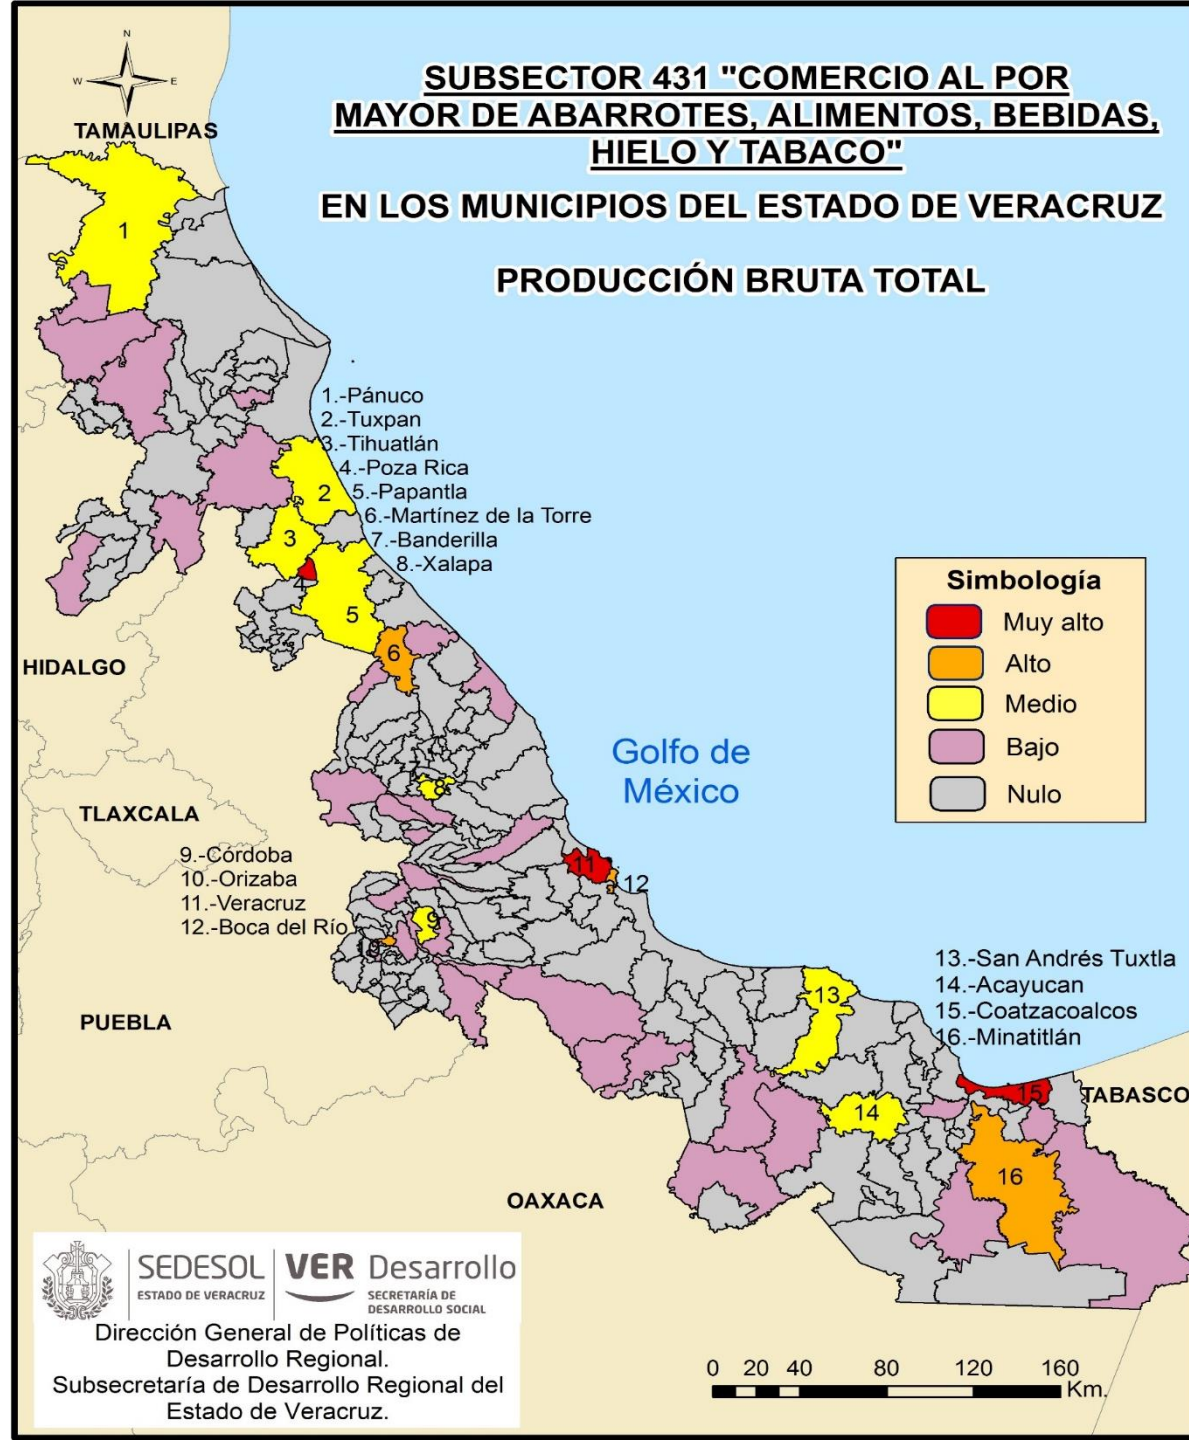 N
W E
S
TAMAULIPAS
SUBSECTOR 431 "COMERCIO AL POR
MAYOR DE ABARROTES, ALIMENTOS, BEBIDAS,
HIELO Y TABACO"
EN LOS MUNICIPIOS DEL ESTADO DE VERACRUZ
PRODUCCIÓN BRUTA TOTAL
1
1.-Pánuco
2.-Tuxpan
3.-Tihuatlán
4.-Poza Rica
5.-Papantla
6.-Martínez de la Torre
7.-Banderilla
8.-Xalapa
2
3
4
5
6
Simbología
Muy alto
Alto
Medio
Bajo
Nulo
HIDALGO
Golfo de
México
8
TLAXCALA
9.-Córdoba
10.-Orizaba
11.-Veracruz
12.-Boca del Río
11
12
9
PUEBLA
13.-San Andrés Tuxtla
14.-Acayucan
15.-Coatzacoalcos
16.-Minatitlán
13
15
TABASCO
14
16
OAXACA
SEDESOL
ESTADO DE VERACRUZ
VER Desarrollo
SECRETARÍA DE
DESARROLLO SOCIAL
Dirección General de Políticas de
Desarrollo Regional.
Subsecretaría de Desarrollo Regional del
Estado de Veracruz.
0 20 40 80 120 160
Km.